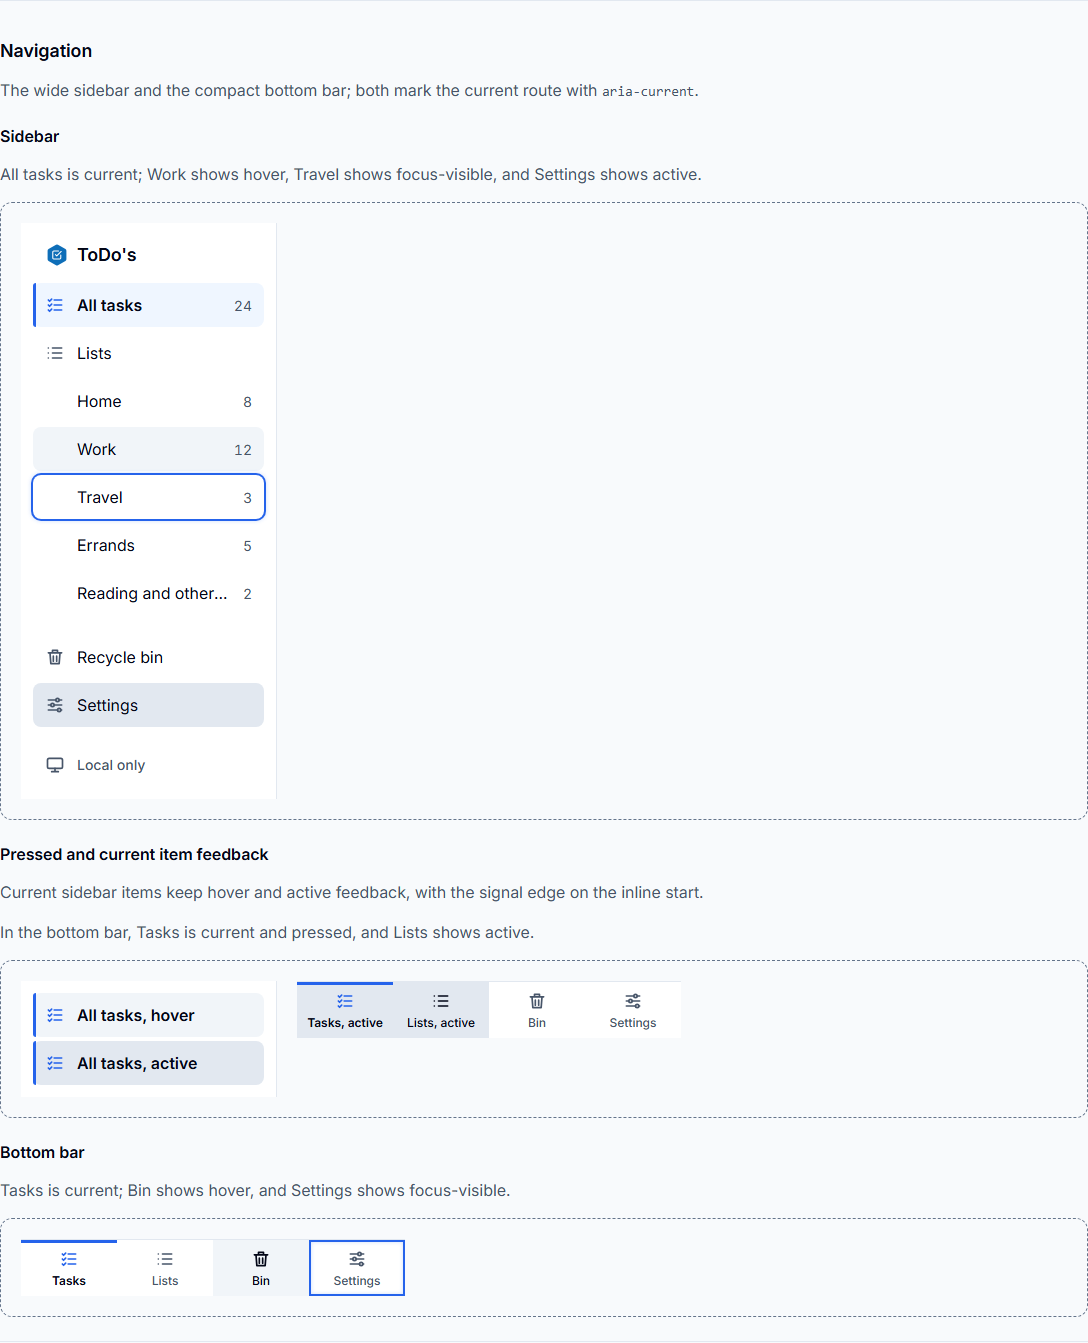 Navigation
The wide sidebar and the compact bottom bar; both mark the current route with aria-current.
Sidebar
All tasks is current; Work shows hover, Travel shows focus-visible, and Settings shows active.
ToDo's
All tasks 24
Lists
Home 8
Work 12
Travel 3
Errands 5
Reading and other... 2
Recycle bin
Settings
Local only
Pressed and current item feedback
Current sidebar items keep hover and active feedback, with the signal edge on the inline start.
In the bottom bar, Tasks is current and pressed, and Lists shows active.
All tasks, hover
All tasks, active
Tasks, active Lists, active Bin Settings
Bottom bar
Tasks is current; Bin shows hover, and Settings shows focus-visible.
Tasks Lists Bin Settings